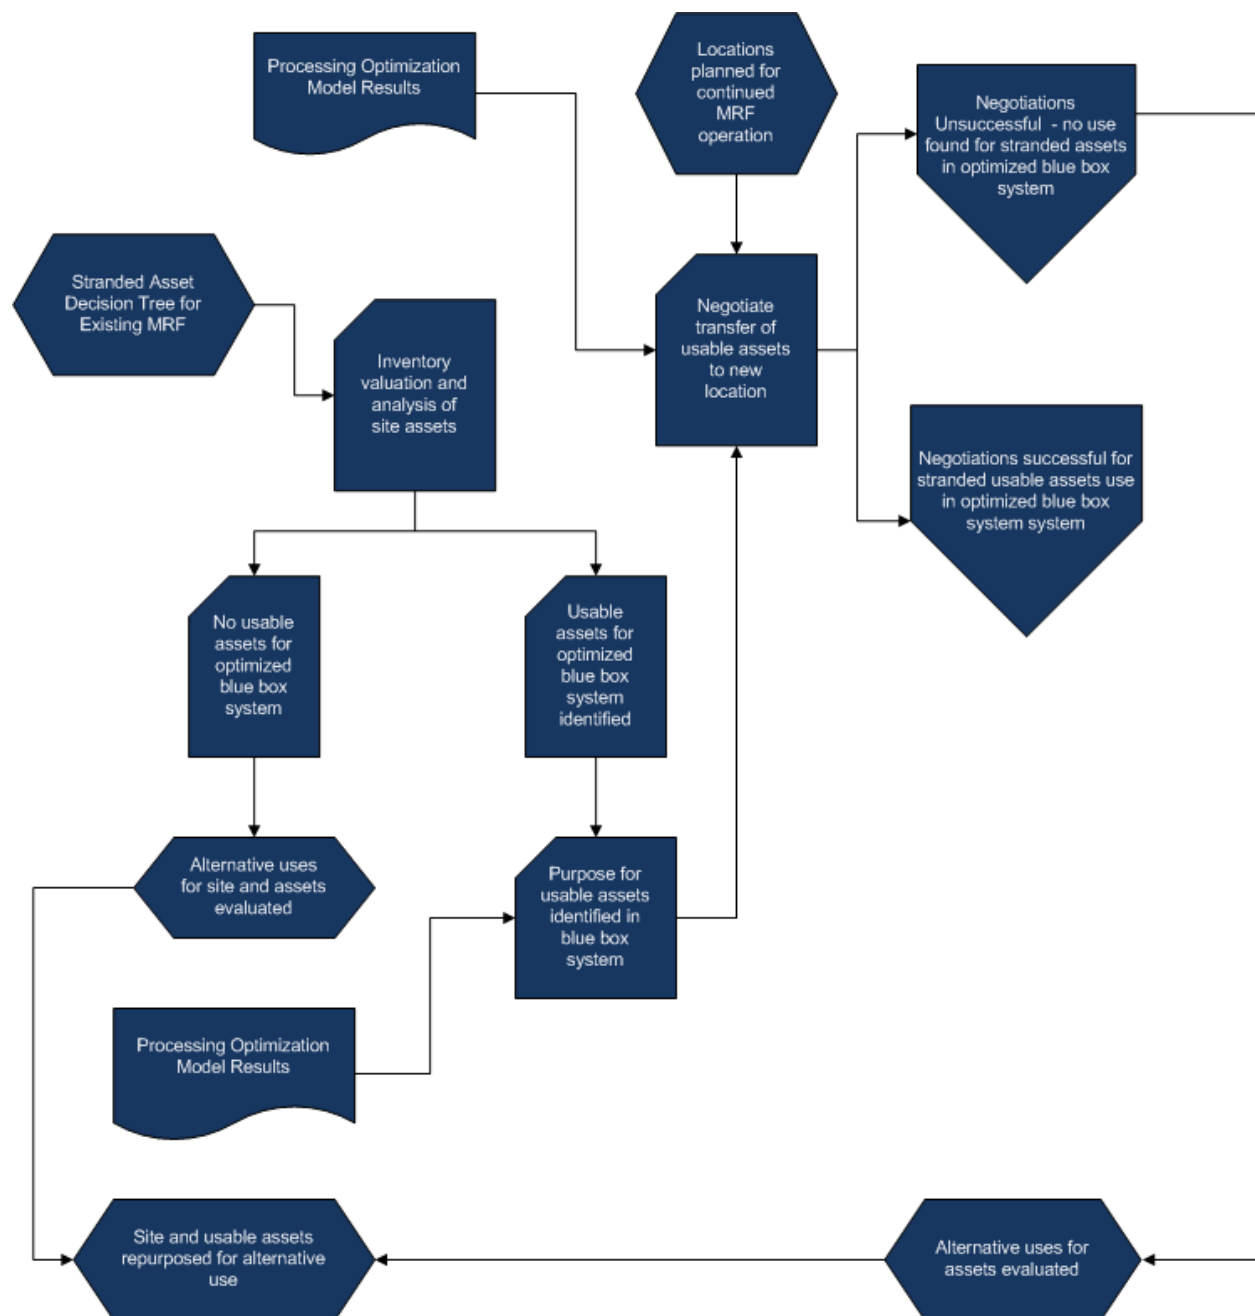 Processing Optimization
Model Results
Locations
planned for
continued
MRF
operation
Negotiations
Unsuccessful - no use
found for stranded assets
in optimized blue box
system
Stranded Asset
Decision Tree for
Existing MRF
Inventory
valuation and
analysis of
site assets
Negotiate
transfer of
usable assets
to new
location
Negotiations successful for
stranded usable assets use
in optimized blue box
system system
No usable
assets for
optimized
blue box
system
Usable
assets for
optimized
blue box
system
identified
Alternative uses
for site and assets
evaluated
Purpose for
usable assets
identified in
blue box
system
Processing Optimization
Model Results
Site and usable assets
repurposed for alternative
use
Alternative uses for
assets evaluated